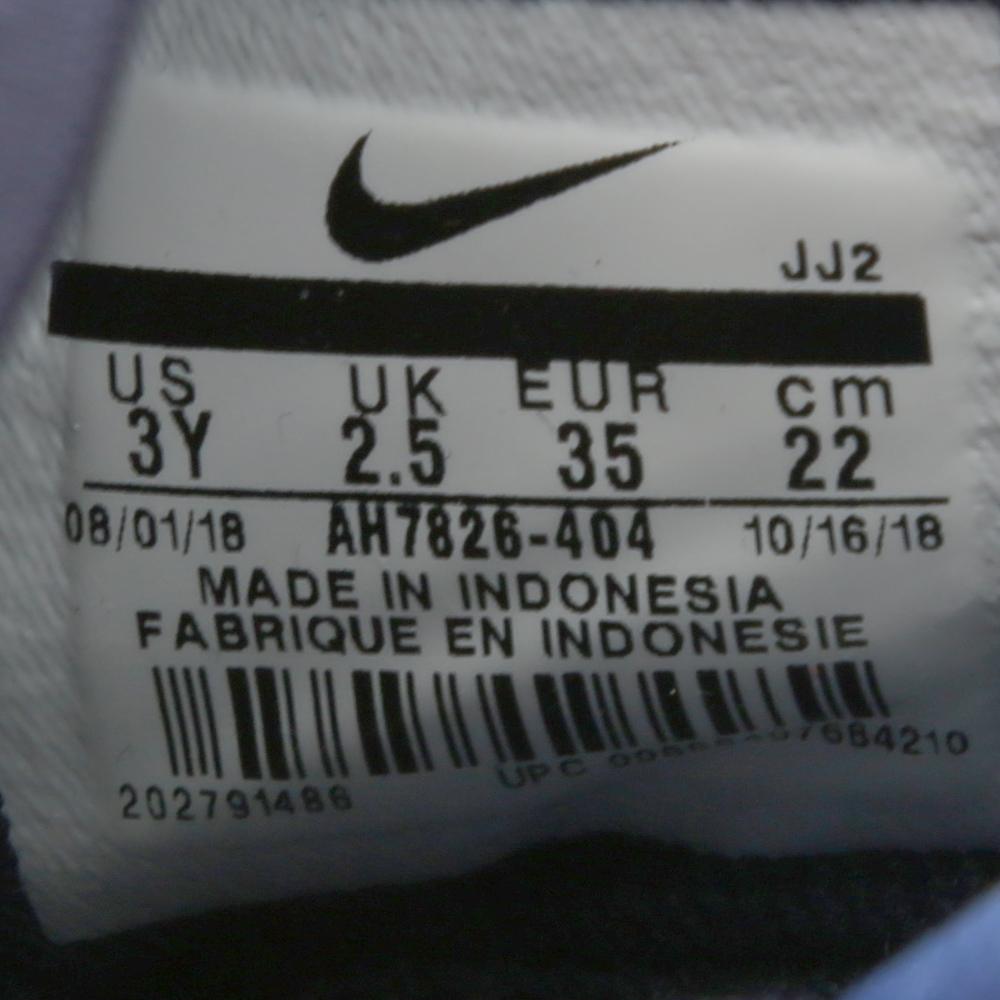 JJ2
US UK EUR cm
3Y 2.5 35 22
08/01/18 AH7826-404 10/16/18
MADE IN INDONESIA
FABRIQUE EN INDONESIE
UPC
202791486